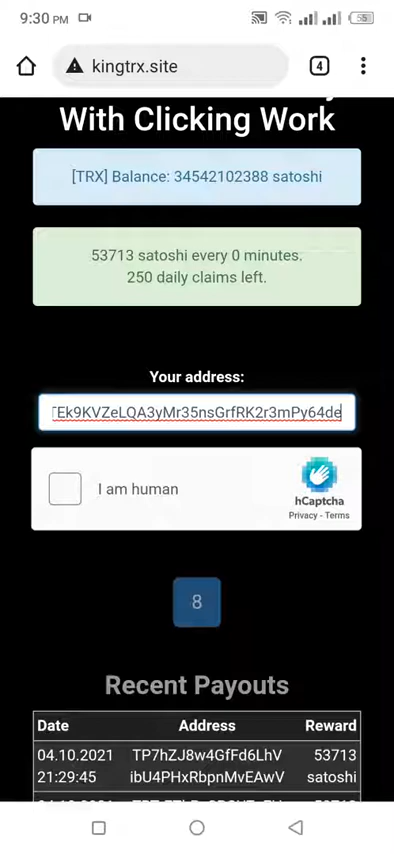 9:30 PM
55
kingtrx.site
4
With Clicking Work
[TRX] Balance: 34542102388 satoshi
53713 satoshi every 0 minutes.
250 daily claims left.
Your address:
Ek9KVZeLQA3yMr35nsGrfRK2r3mPy64de
I am human
hCaptcha
Privacy - Terms
8
Recent Payouts
Date Address Reward
04.10.2021 TP7hZJ8w4GfFd6LhV 53713
21:29:45 ibU4PHxRbpnMvEAwV satoshi